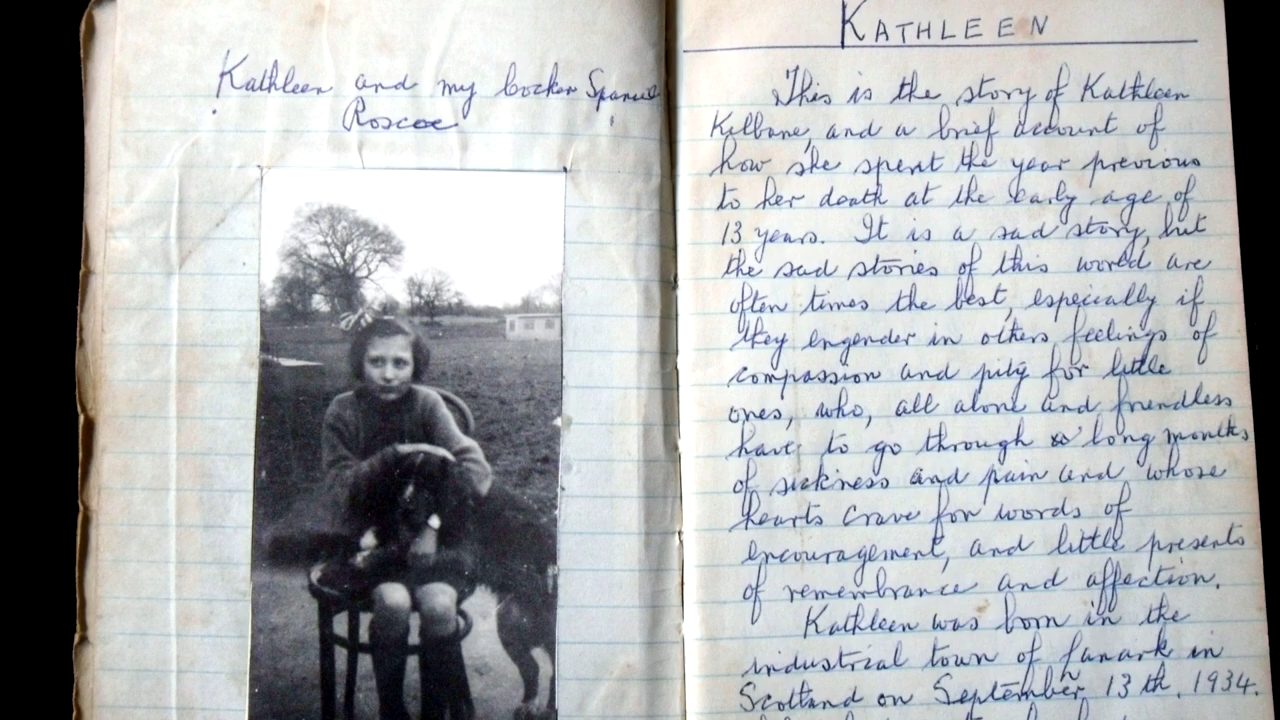 Kathleen and my Cocker Spaniel
Roscoe
KATHLEEN
This is the story of Kathleen
Kilbane, and a brief account of
how she spent the year previous
to her death at the early age of
13 years. It is a sad story, but
the sad stories of this world are
often times the best, especially if
they engender in others feelings of
compassion and pity for little
ones, who, all alone and friendless
have to go through long months
of sickness and pain and whose
hearts crave for words of
encouragement, and little presents
of remembrance and affection.
Kathleen was born in the
industrial town of Lanark in
Scotland on September 13th. 1934.